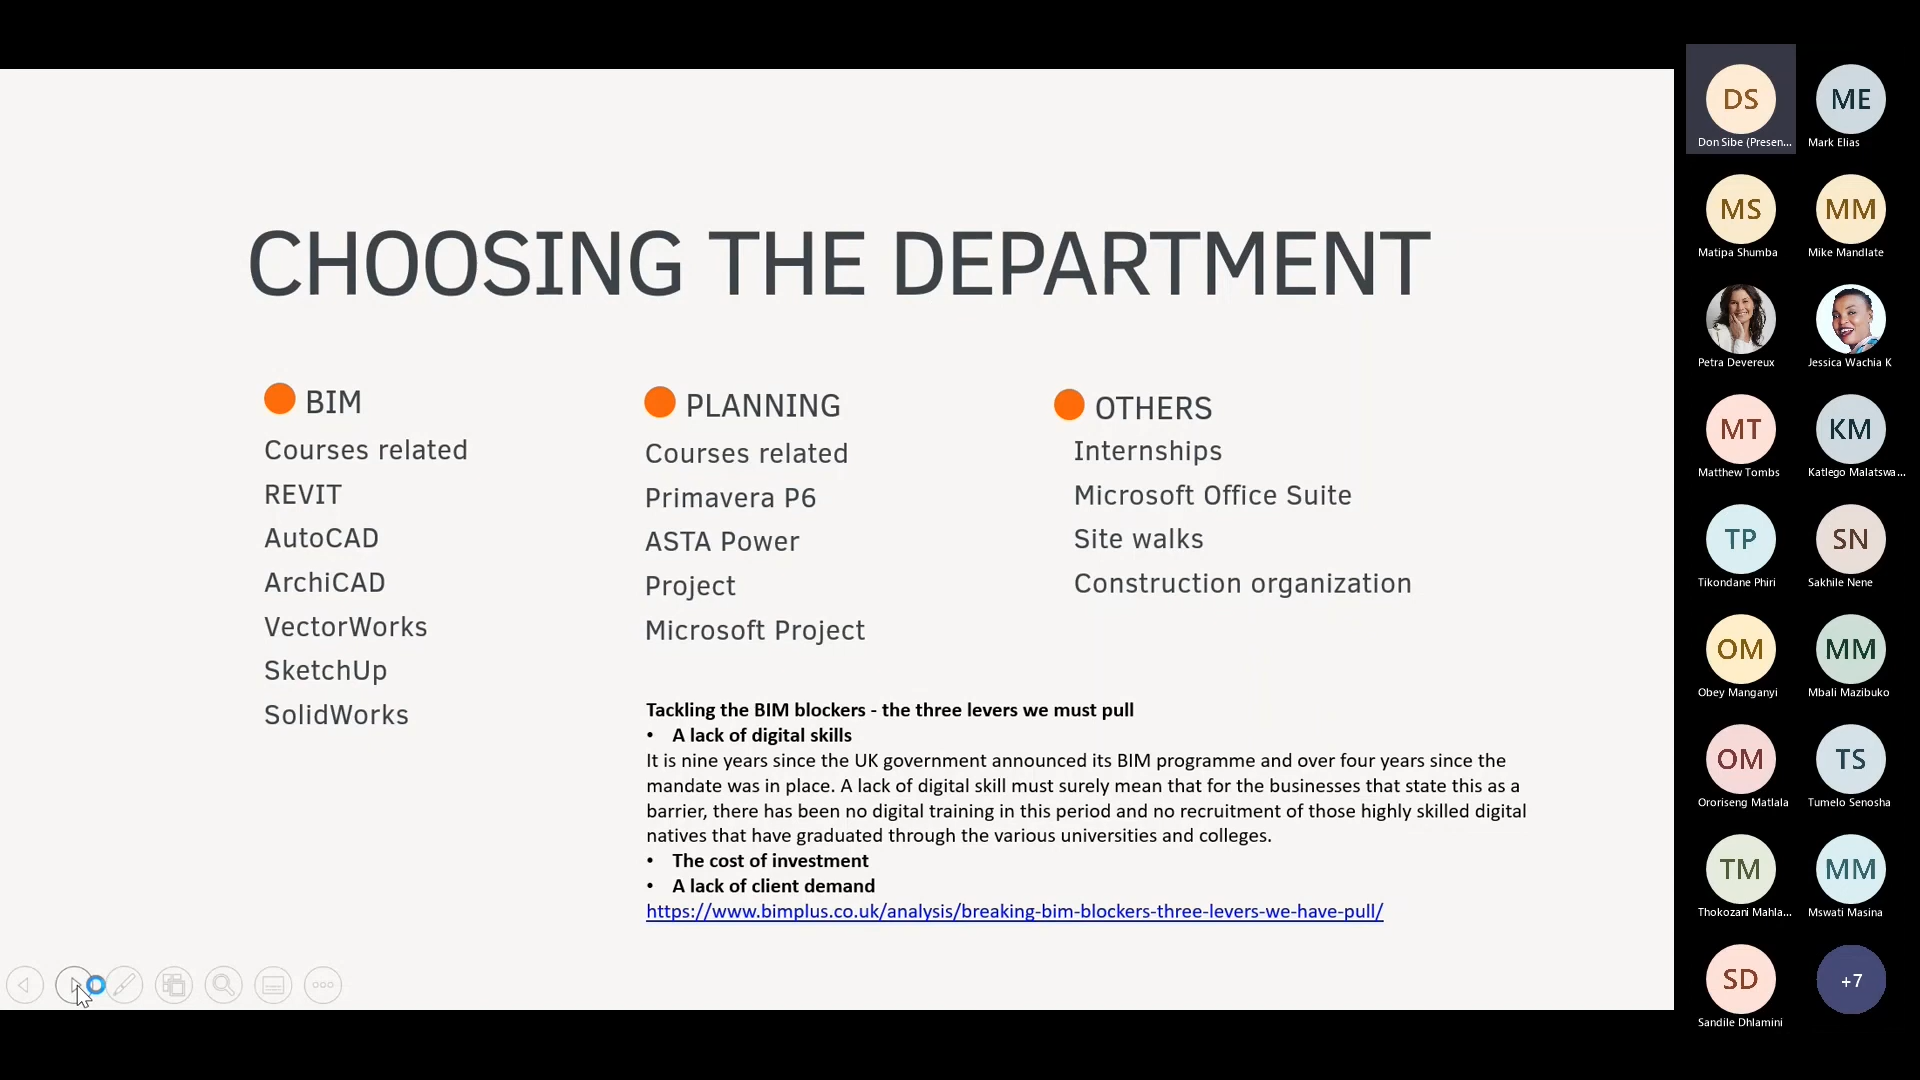 CHOOSING THE DEPARTMENT
BIM
Courses related
REVIT
AutoCAD
ArchiCAD
VectorWorks
SketchUp
SolidWorks
PLANNING
Courses related
Primavera P6
ASTA Power
Project
Microsoft Project
OTHERS
Internships
Microsoft Office Suite
Site walks
Construction organization
Tackling the BIM blockers - the three levers we must pull
• A lack of digital skills
It is nine years since the UK government announced its BIM programme and over four years since the
mandate was in place. A lack of digital skill must surely mean that for the businesses that state this as a
barrier, there has been no digital training in this period and no recruitment of those highly skilled digital
natives that have graduated through the various universities and colleges.
• The cost of investment
• A lack of client demand
https://www.bimplus.co.uk/analysis/breaking-bim-blockers-three-levers-we-have-pull/
DS
Don Sibe (Presen...
ME
Mark Elias
MS
Matipa Shumba
MM
Mike Mandlate
Petra Devereux
Jessica Wachia K
MT
Matthew Tombs
KM
Katlego Malatswa...
TP
Tikondane Phiri
SN
Sakhile Nene
OM
Obey Manganyi
MM
Mbali Mazibuko
OM
Ororiseng Matlala
TS
Tumelo Senosha
TM
Thokozani Mahla...
MM
Mswati Masina
SD
Sandile Dhlamini
+7